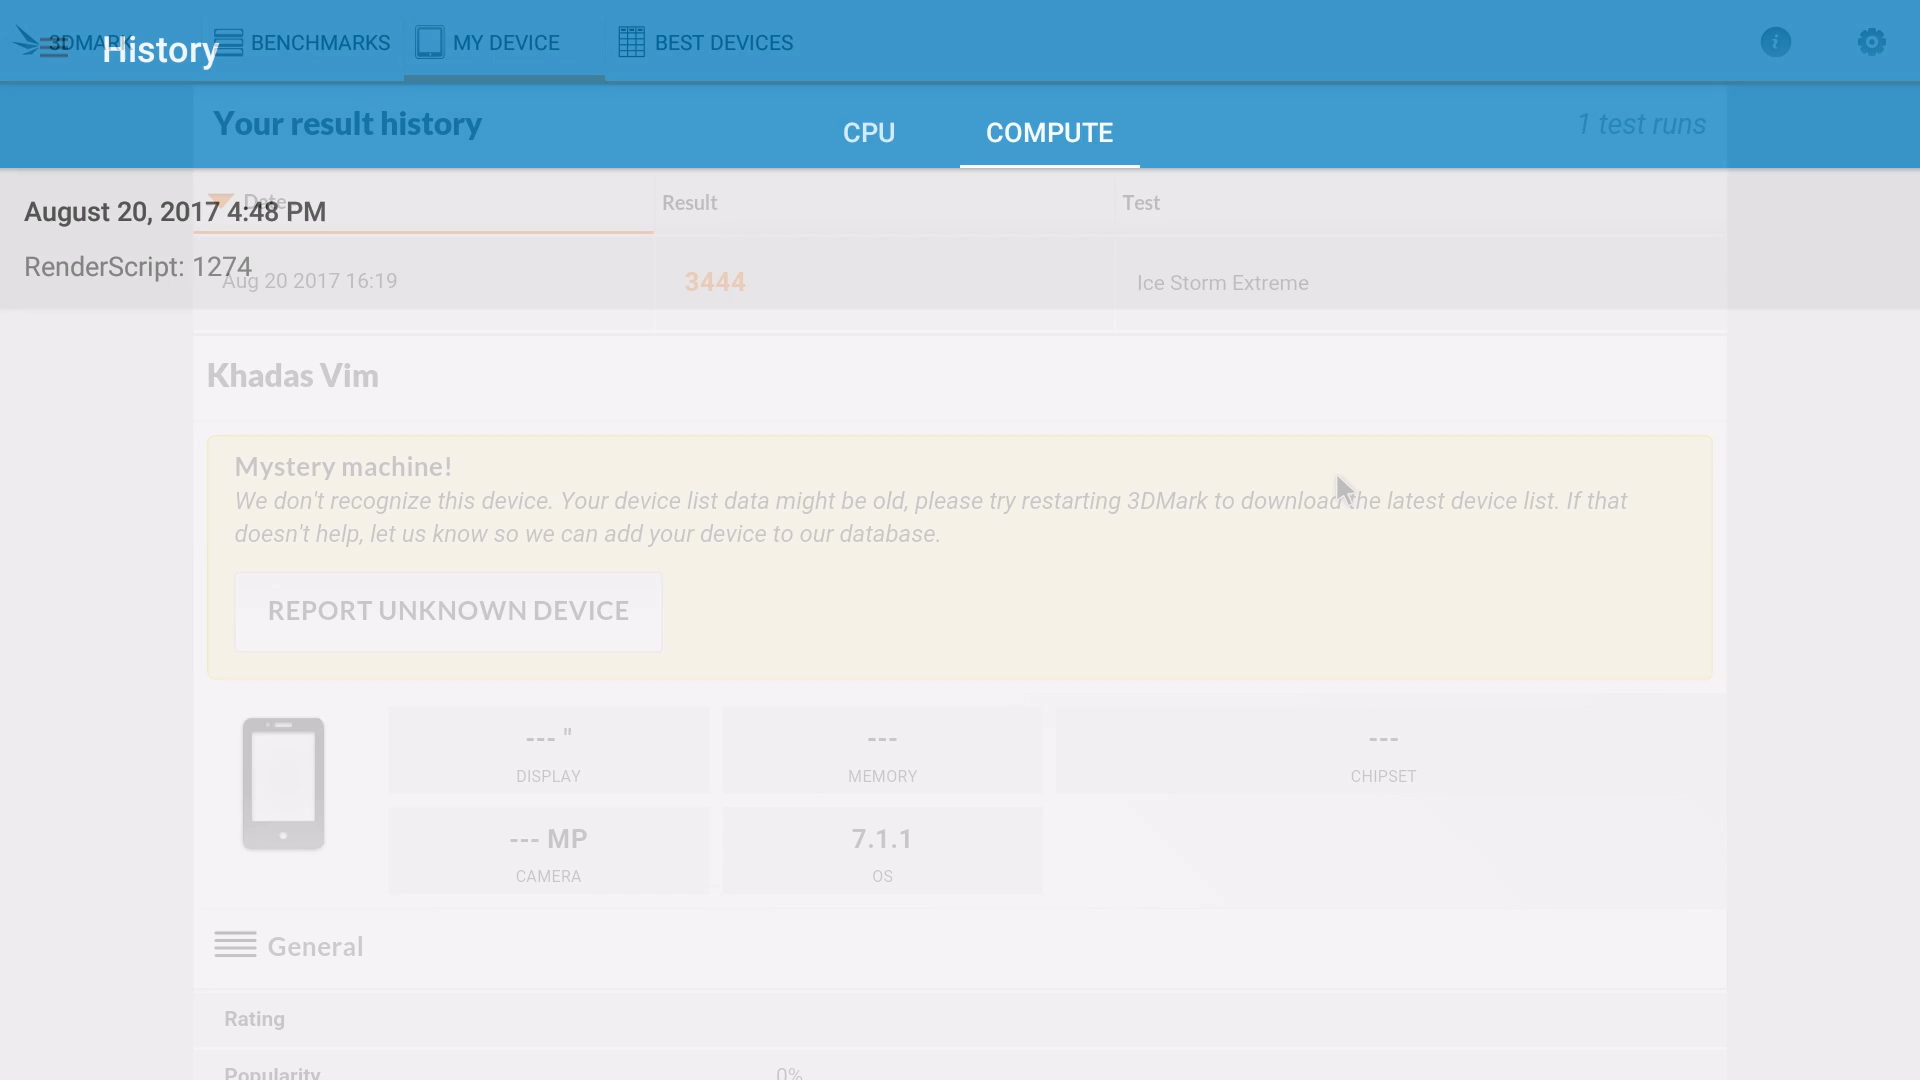 3DMARK
History
BENCHMARKS
MY DEVICE
BEST DEVICES
Your result history
CPU
COMPUTE
1 test runs
Date
Result
Test
August 20, 2017 4:48 PM
RenderScript: 1274
Aug 20 2017 16:19
3444
Ice Storm Extreme
Khadas Vim
Mystery machine!
We don't recognize this device. Your device list data might be old, please try restarting 3DMark to download the latest device list. If that
doesn't help, let us know so we can add your device to our database.
REPORT UNKNOWN DEVICE
--- "
DISPLAY
---
MEMORY
---
CHIPSET
--- MP
CAMERA
7.1.1
OS
General
Rating
Popularity
0%